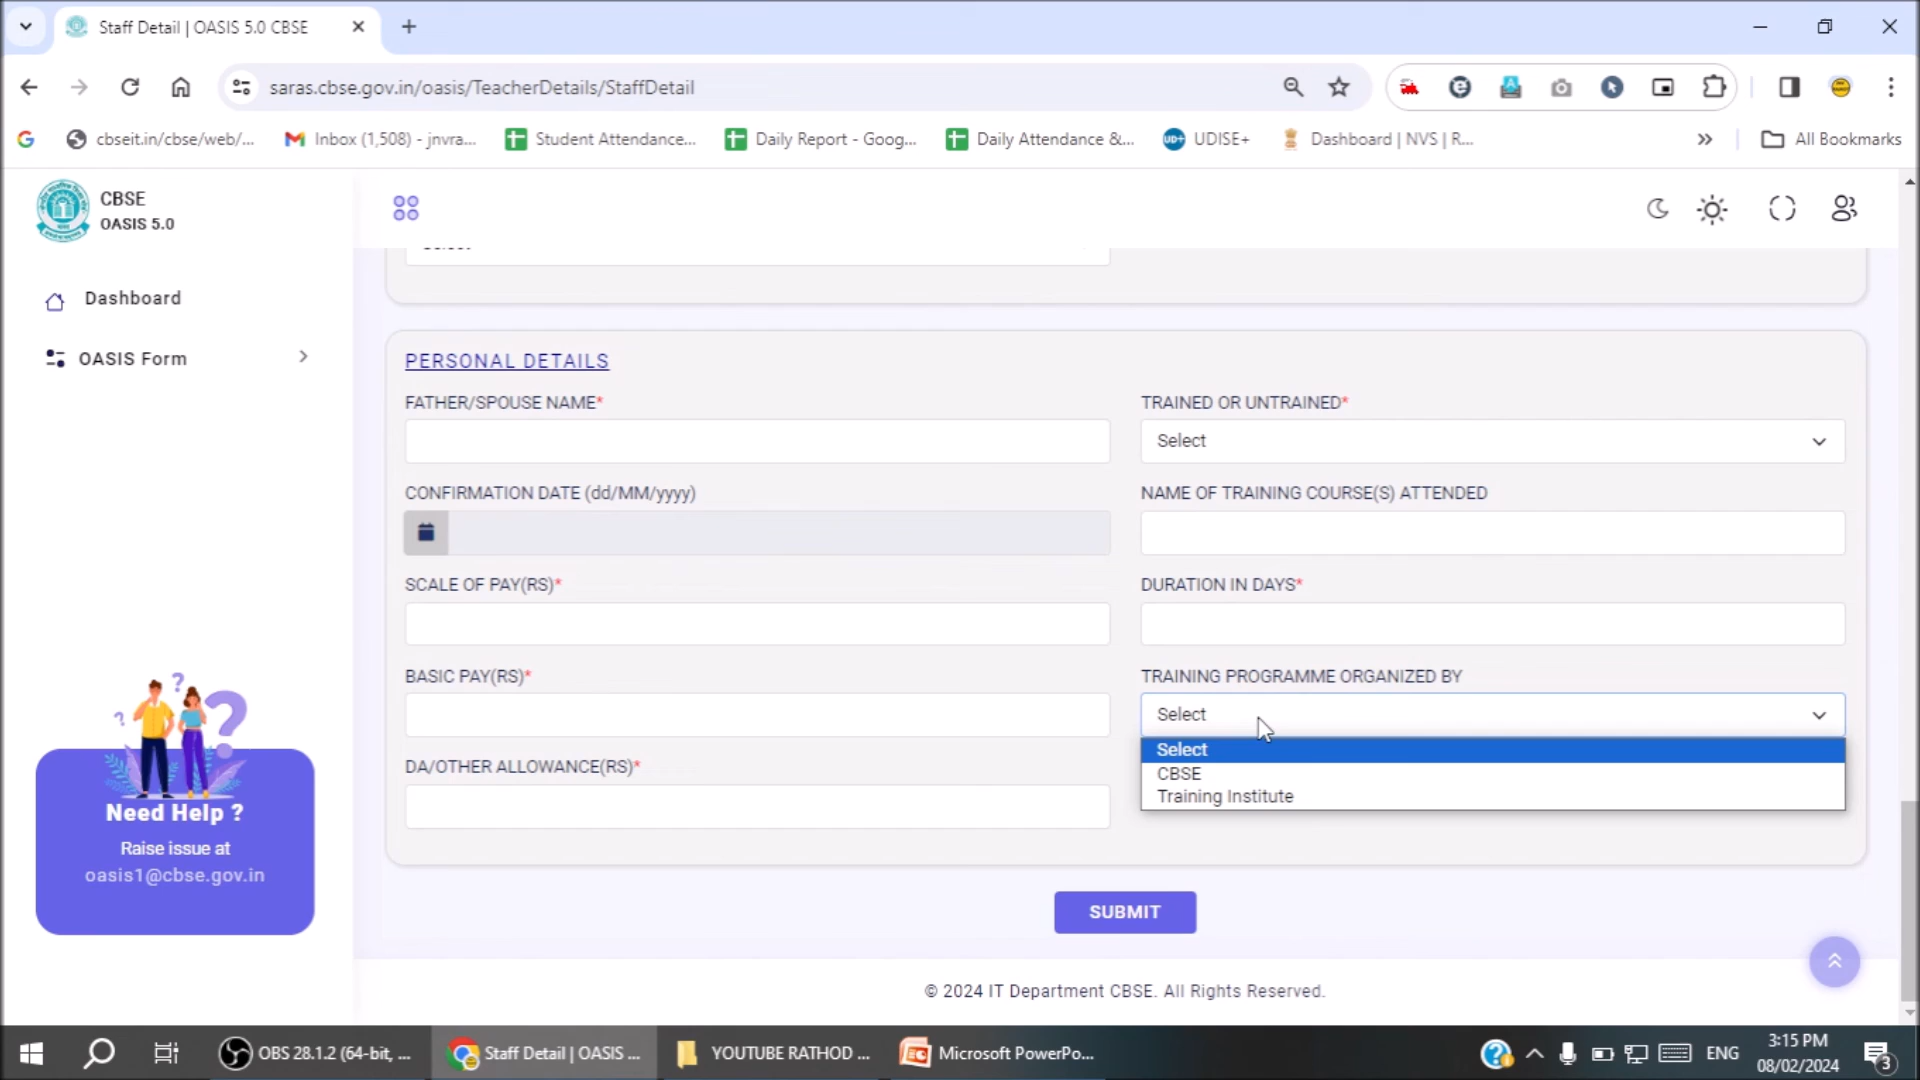 Staff Detail | OASIS 5.0 CBSE
saras.cbse.gov.in/oasis/TeacherDetails/StaffDetail
cbseit.in/cbse/web/...
Inbox (1,508) - jnvra...
Student Attendance...
Daily Report - Goog...
Daily Attendance &...
UD+
UDISE+
Dashboard | NVS | R...
All Bookmarks
CBSE
OASIS 5.0
Dashboard
OASIS Form
Need Help ?
Raise issue at
oasis1@cbse.gov.in
PERSONAL DETAILS
FATHER/SPOUSE NAME*
TRAINED OR UNTRAINED*
Select
CONFIRMATION DATE (dd/MM/yyyy)
NAME OF TRAINING COURSE(S) ATTENDED
SCALE OF PAY(RS)*
DURATION IN DAYS*
BASIC PAY(RS)*
TRAINING PROGRAMME ORGANIZED BY
Select
Select
CBSE
Training Institute
DA/OTHER ALLOWANCE(RS)*
SUBMIT
© 2024 IT Department CBSE. All Rights Reserved.
OBS 28.1.2 (64-bit, ...
Staff Detail | OASIS ...
YOUTUBE RATHOD ...
Microsoft PowerPo...
ENG
3:15 PM
08/02/2024
3